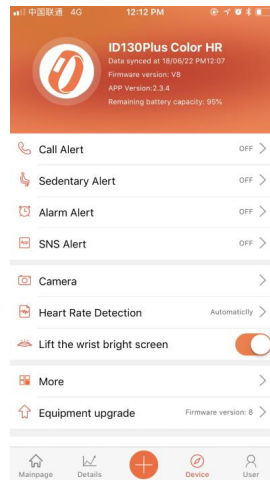 中国联通 4G 12:12 PM
ID130Plus Color HR
Data synced at 18/06/22 PM12:07
Firmware version: V8
APP Version:2.3.4
Remaining battery capacity: 95%
Call Alert OFF
Sedentary Alert OFF
Alarm Alert OFF
SNS Alert OFF
Camera
Heart Rate Detection Automaticlly
Lift the wrist bright screen
More
Equipment upgrade Firmware version: 8
Mainpage Details Device User